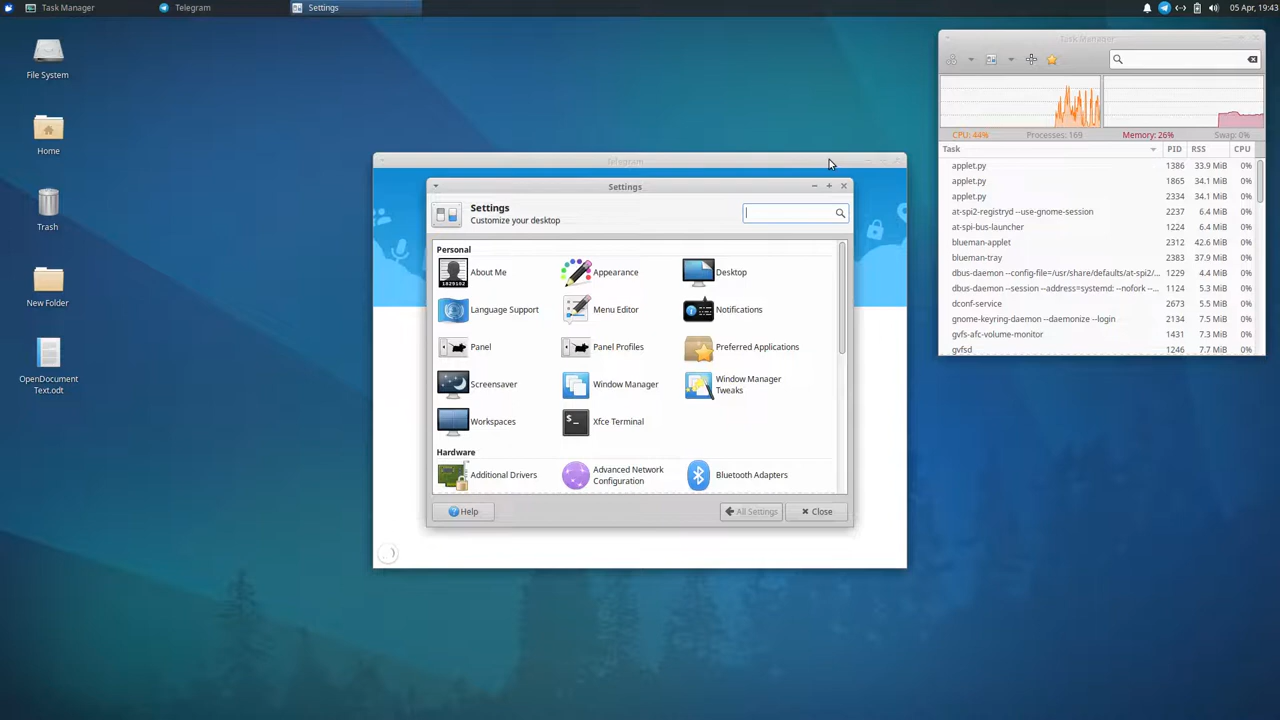 Task Manager
Telegram
Settings
05 Apr, 19:43
File System
Home
Trash
New Folder
OpenDocument
Text.odt
Task Manager
CPU: 44%
Processes: 169
Memory: 26%
Swap: 0%
Task PID RSS CPU
applet.py 1386 33.9 MiB 0%
applet.py 1865 34.1 MiB 0%
applet.py 2334 34.1 MiB 0%
at-spi2-registryd --use-gnome-session 2237 6.4 MiB 0%
at-spi-bus-launcher 1224 6.4 MiB 0%
blueman-applet 2312 42.6 MiB 0%
blueman-tray 2383 37.9 MiB 0%
dbus-daemon --config-file=/usr/share/defaults/at-spi2/... 1229 4.4 MiB 0%
dbus-daemon --session --address=systemd: --nofork --... 1124 5.3 MiB 0%
dconf-service 2673 5.5 MiB 0%
gnome-keyring-daemon --daemonize --login 2134 7.5 MiB 0%
gvfs-afc-volume-monitor 1431 7.3 MiB 0%
gvfsd 1246 7.7 MiB 0%
Telegram
Settings
Settings
Customize your desktop
Personal
1029102
About Me
Appearance
Desktop
Language Support
Menu Editor
Notifications
Panel
Panel Profiles
Preferred Applications
Screensaver
Window Manager
Window Manager
Tweaks
Workspaces
Xfce Terminal
Hardware
Additional Drivers
Advanced Network
Configuration
Bluetooth Adapters
Help
All Settings
Close